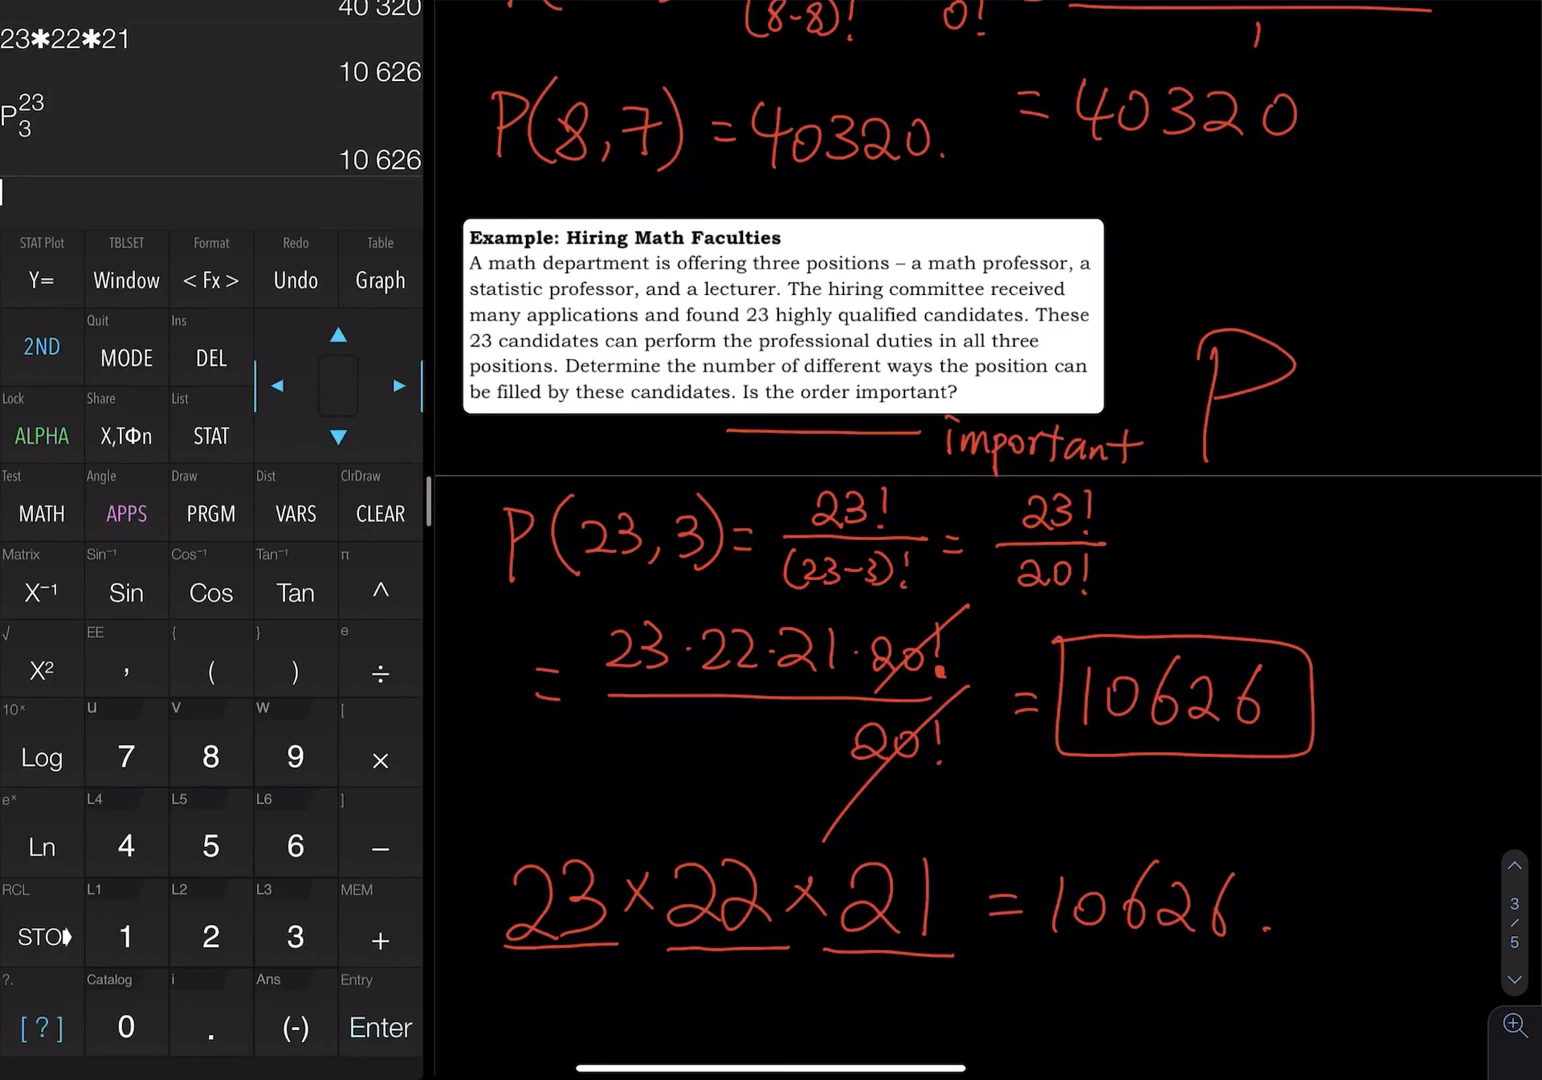 40 320
23*22*21
10 626
P 23 3
10 626
STAT Plot TBLSET Format Redo Table
Y= Window < Fx > Undo Graph
Quit Ins
2ND MODE DEL
Lock Share List
ALPHA X,TΦn STAT
Test Angle Draw Dist ClrDraw
MATH APPS PRGM VARS CLEAR
Matrix Sin⁻¹ Cos⁻¹ Tan⁻¹ π
X⁻¹ Sin Cos Tan ^
√ EE { } e
X² , ( ) ÷
10ˣ u v w [
Log 7 8 9 ×
eˣ L4 L5 L6 ]
Ln 4 5 6 −
RCL L1 L2 L3 MEM
STO 1 2 3 +
?. Catalog i Ans Entry
[ ? ] 0 . (-) Enter
(8-8)! 0! 1
P(8,7) = 40320. = 40320
Example: Hiring Math Faculties
A math department is offering three positions – a math professor, a
statistic professor, and a lecturer. The hiring committee received
many applications and found 23 highly qualified candidates. These
23 candidates can perform the professional duties in all three
positions. Determine the number of different ways the position can
be filled by these candidates. Is the order important?
important P
P(23,3) = 23!/(23-3)! = 23!/20!
= 23·22·21·20!/20! = 10626
23 × 22 × 21 = 10626.
3
/
5